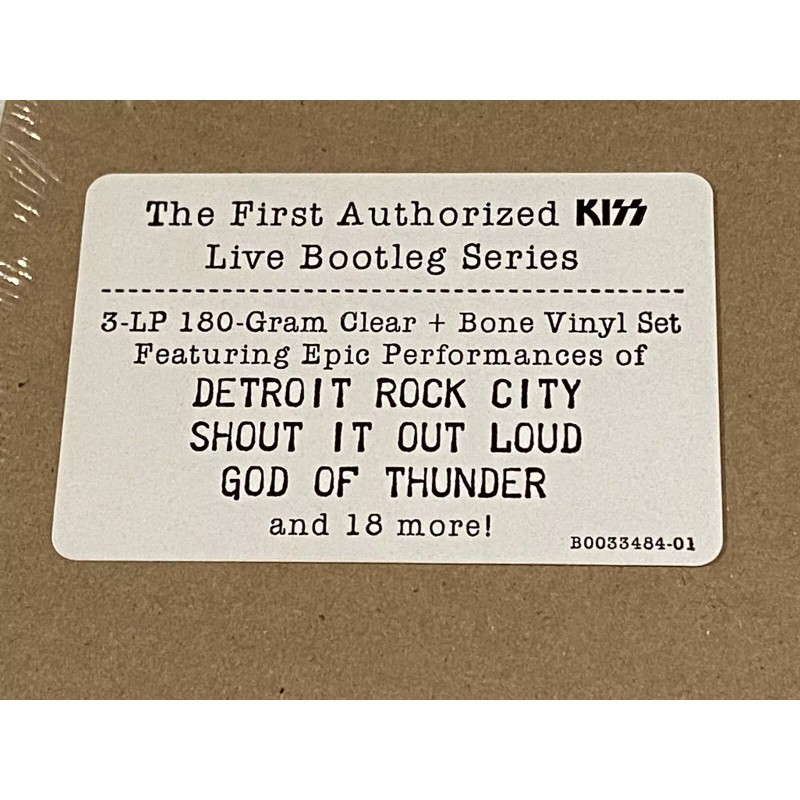 The First Authorized KISS
Live Bootleg Series
3-LP 180-Gram Clear + Bone Vinyl Set
Featuring Epic Performances of
DETROIT ROCK CITY
SHOUT IT OUT LOUD
GOD OF THUNDER
and 18 more!
B0033484-01